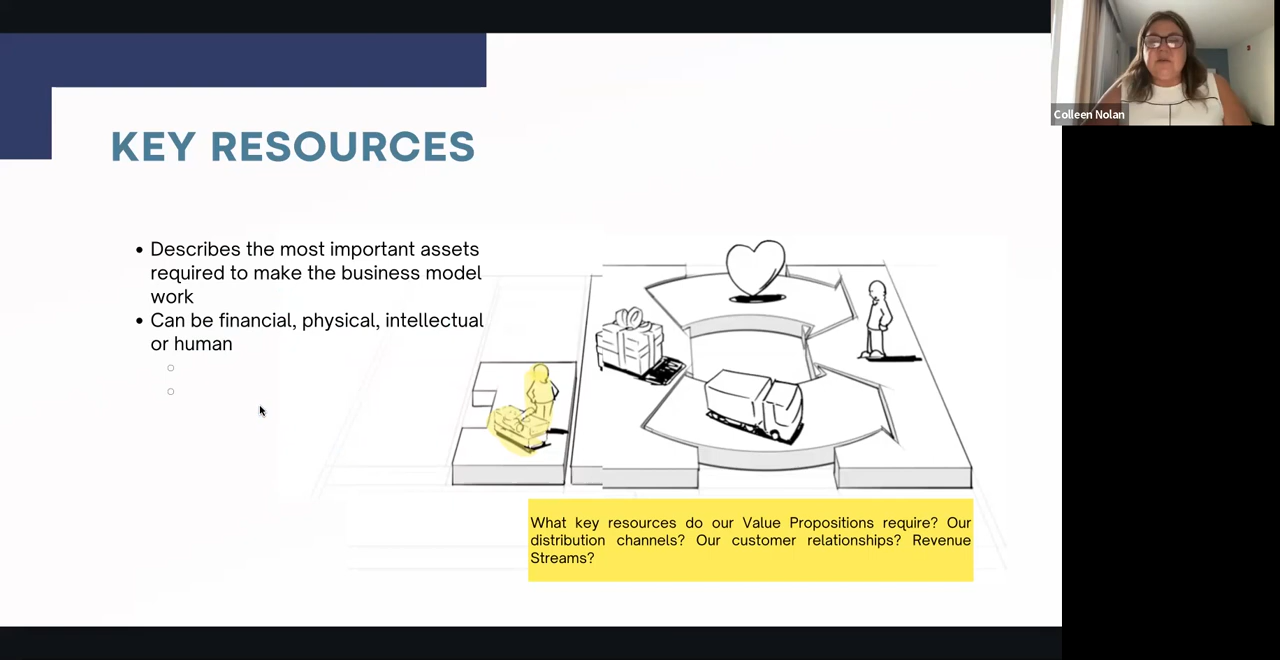 KEY RESOURCES
• Describes the most important assets
required to make the business model
work
• Can be financial, physical, intellectual
or human
What key resources do our Value Propositions require? Our
distribution channels? Our customer relationships? Revenue
Streams?
Colleen Nolan